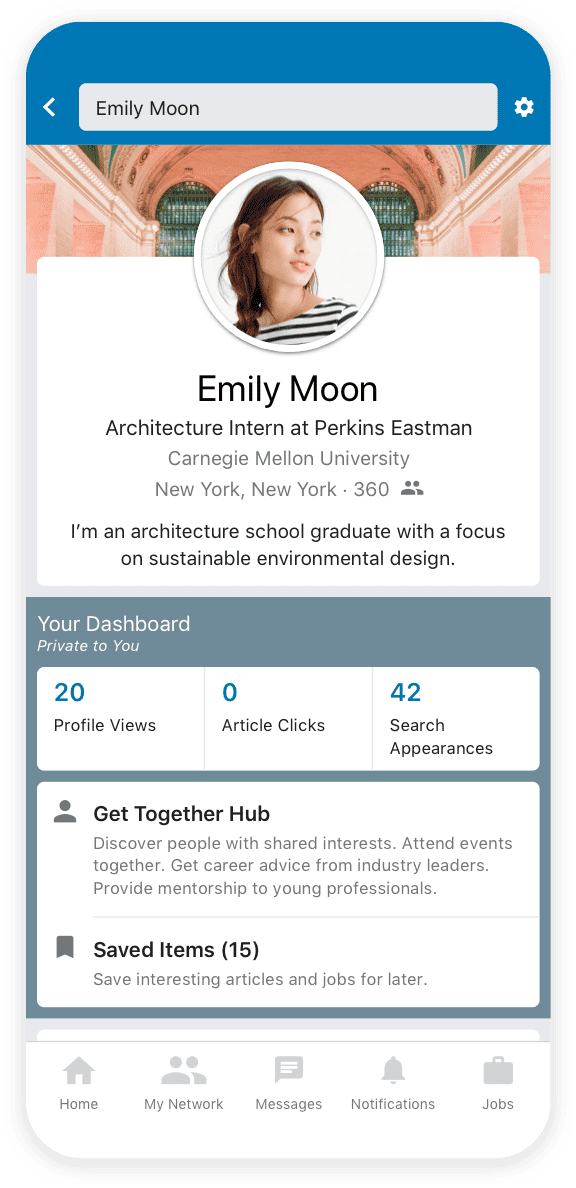 Emily Moon
Emily Moon
Architecture Intern at Perkins Eastman
Carnegie Mellon University
New York, New York · 360
I’m an architecture school graduate with a focus
on sustainable environmental design.
Your Dashboard
Private to You
20
Profile Views
0
Article Clicks
42
Search
Appearances
Get Together Hub
Discover people with shared interests. Attend events
together. Get career advice from industry leaders.
Provide mentorship to young professionals.
Saved Items (15)
Save interesting articles and jobs for later.
Home
My Network
Messages
Notifications
Jobs